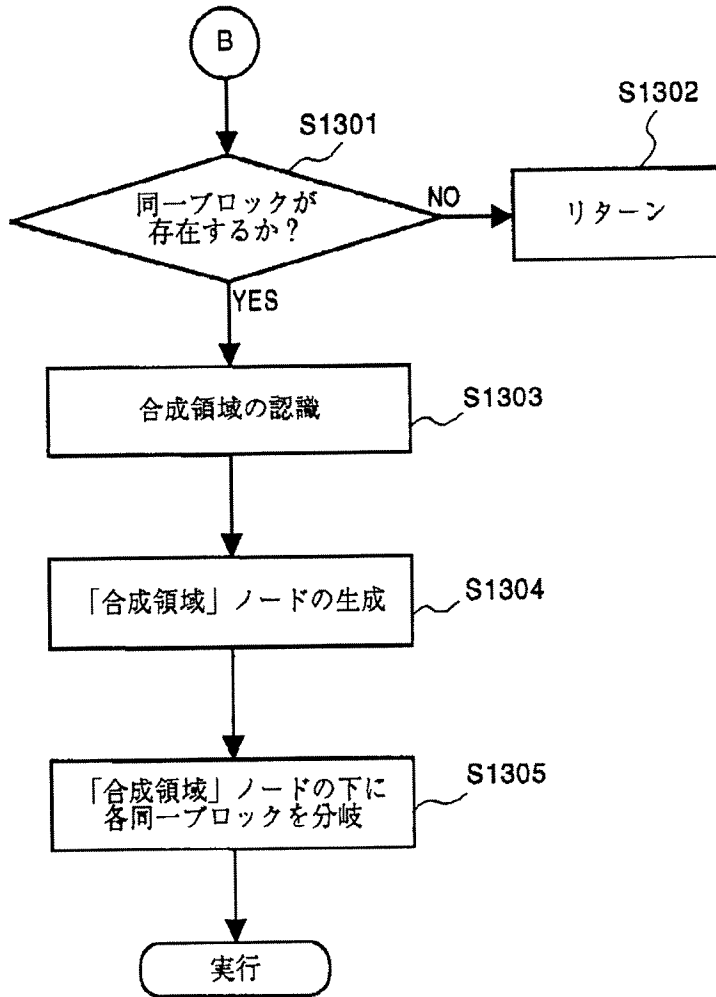 B
S1301
S1302
同一ブロックが
存在するか？
NO
リターン
YES
合成領域の認識
S1303
「合成領域」ノードの生成
S1304
「合成領域」ノードの下に
各同一ブロックを分岐
S1305
実行